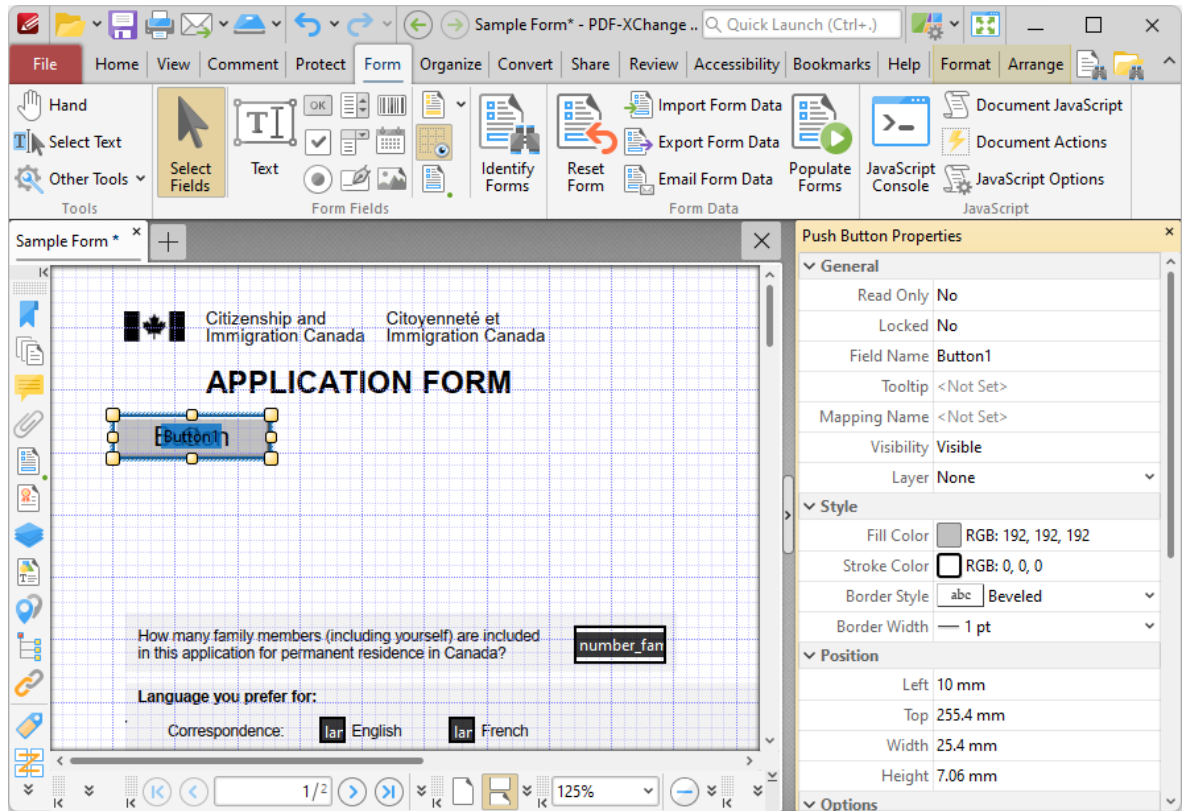 Sample Form* - PDF-XChange ..
Quick Launch (Ctrl+.)
File Home View Comment Protect Form Organize Convert Share Review Accessibility Bookmarks Help Format Arrange
Hand
Select Text
Other Tools
Tools
Select Fields
Text
OK
Form Fields
Identify Forms
Reset Form
Import Form Data
Export Form Data
Email Form Data
Populate Forms
Form Data
JavaScript Console
Document JavaScript
Document Actions
JavaScript Options
JavaScript
Sample Form *
Citizenship and
Immigration Canada
Citoyenneté et
Immigration Canada
APPLICATION FORM
Button1
How many family members (including yourself) are included
in this application for permanent residence in Canada?
number_fam
Language you prefer for:
Correspondence: lar English lar French
1/2
125%
Push Button Properties
General
Read Only No
Locked No
Field Name Button1
Tooltip <Not Set>
Mapping Name <Not Set>
Visibility Visible
Layer None
Style
Fill Color RGB: 192, 192, 192
Stroke Color RGB: 0, 0, 0
Border Style abc Beveled
Border Width 1 pt
Position
Left 10 mm
Top 255.4 mm
Width 25.4 mm
Height 7.06 mm
Options